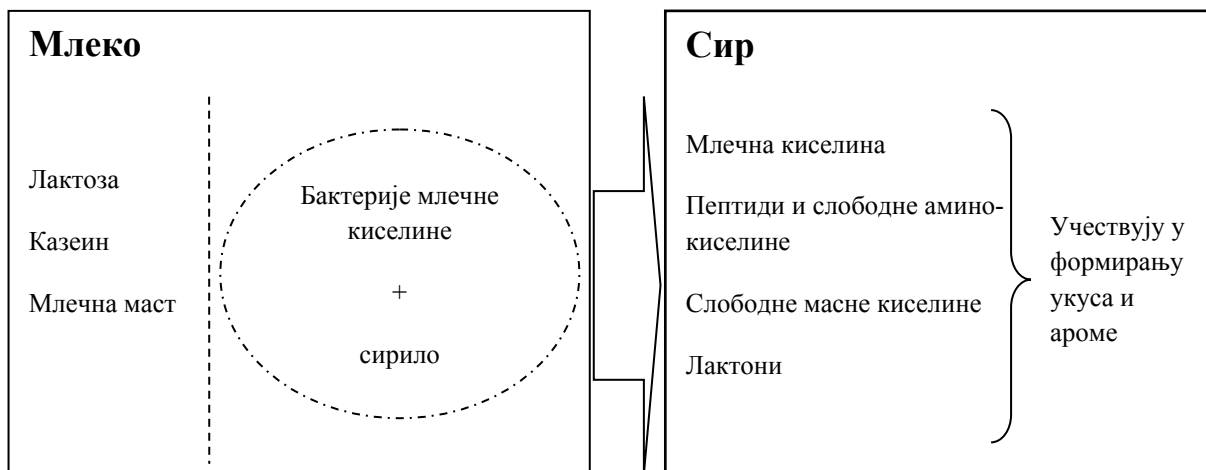 Млеко
Лактоза
Казеин
Млечна маст
Бактерије млечне
киселине
+
сирило
Сир
Млечна киселина
Пептиди и слободне амино-
киселине
Слободне масне киселине
Лактони
Учествују у
формирању
укуса и
ароме